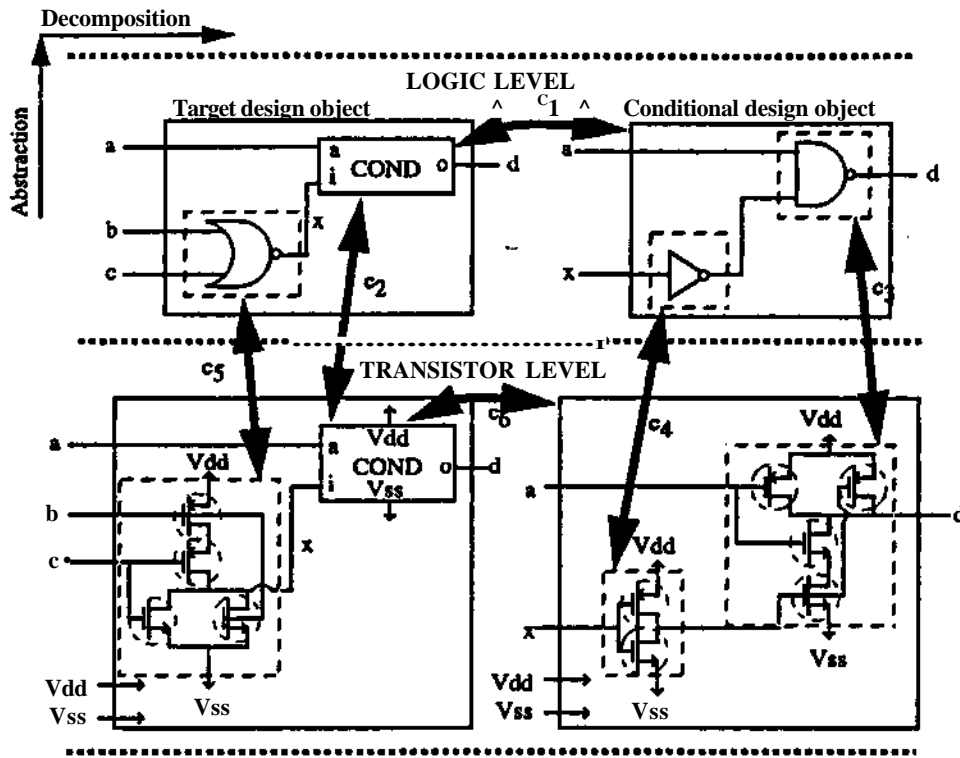 Decomposition
Abstraction
LOGIC LEVEL
Target design object
^ c1 ^
Conditional design object
a
a
i
COND
o
d
b
c
x
a
x
d
c2
c3
c5
TRANSISTOR LEVEL
c6
c4
a
Vdd
a
COND
o
d
i
Vss
Vdd
b
x
c
Vss
Vdd
Vss
Vdd
a
d
Vdd
x
Vss
Vdd
Vss
Vss